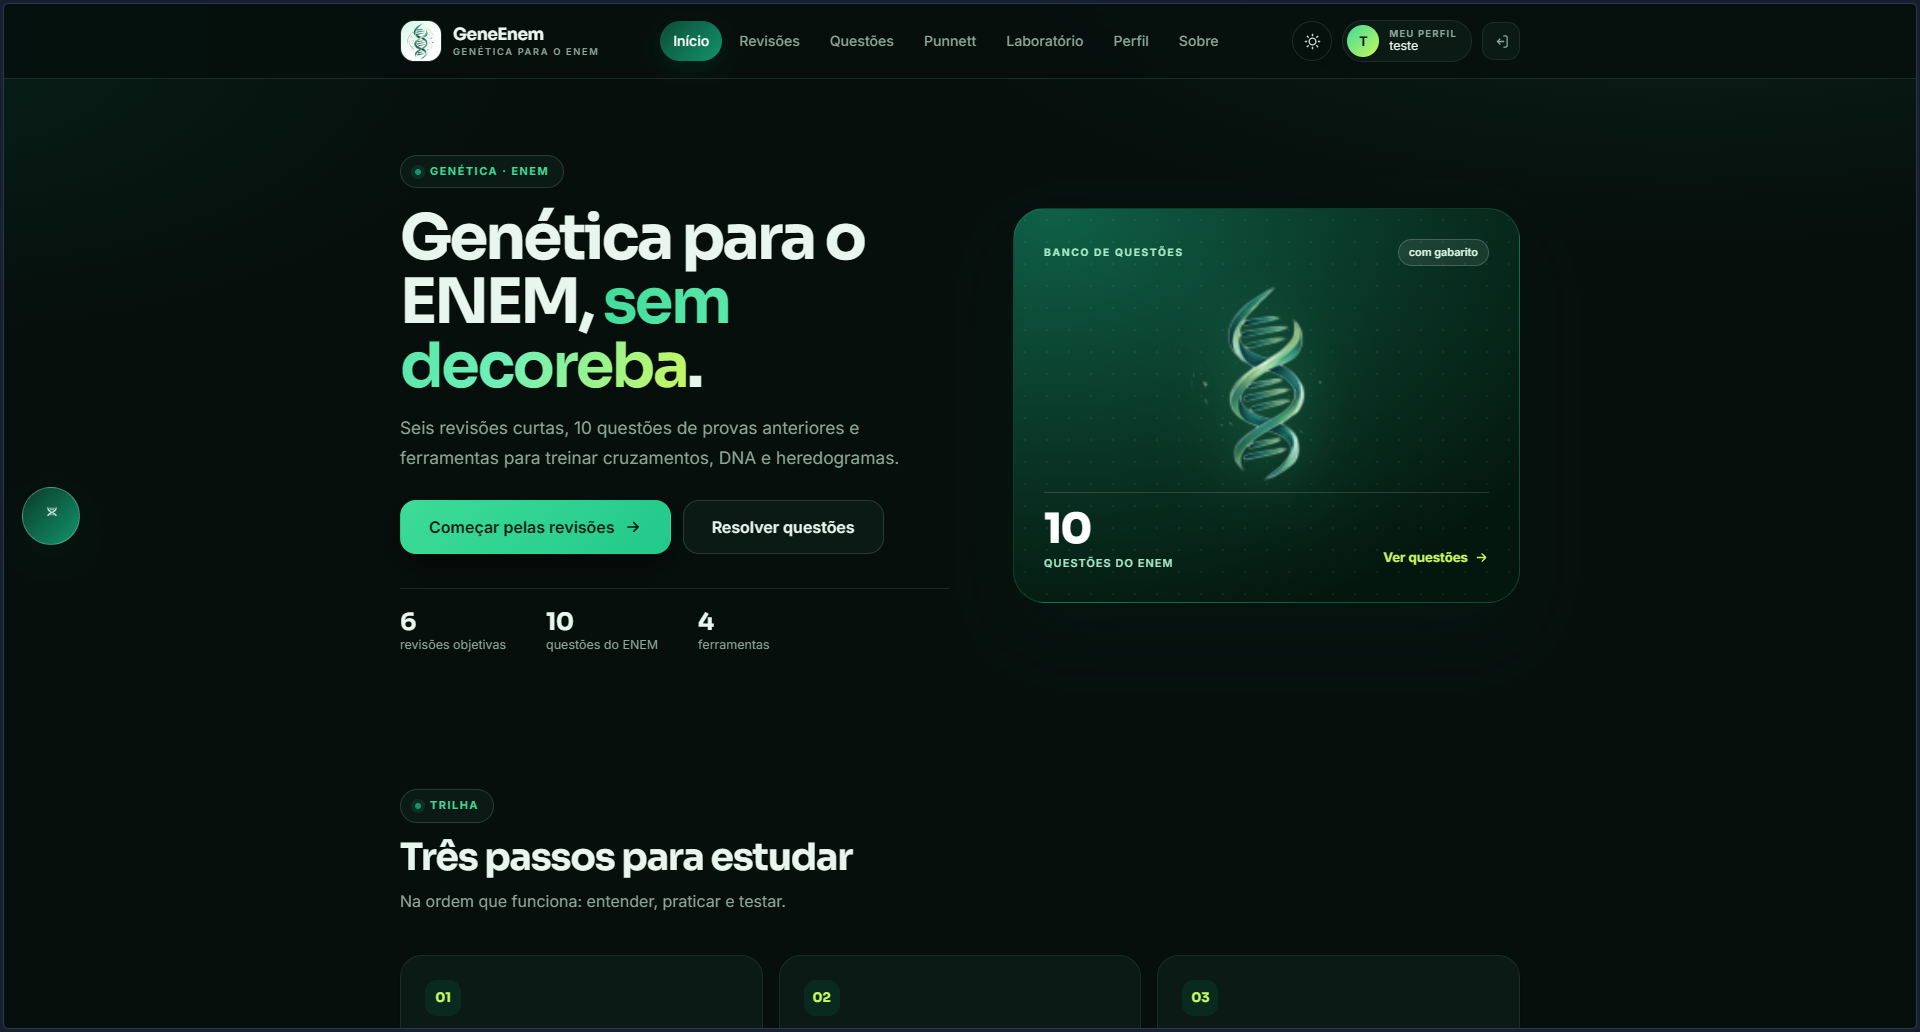 GeneEnem
GENÉTICA PARA O ENEM
Início
Revisões
Questões
Punnett
Laboratório
Perfil
Sobre
T
MEU PERFIL
teste
GENÉTICA · ENEM
Genética para o
ENEM, sem
decoreba.
Seis revisões curtas, 10 questões de provas anteriores e
ferramentas para treinar cruzamentos, DNA e heredogramas.
Começar pelas revisões →
Resolver questões
6
revisões objetivas
10
questões do ENEM
4
ferramentas
BANCO DE QUESTÕES
com gabarito
10
QUESTÕES DO ENEM
Ver questões →
TRILHA
Três passos para estudar
Na ordem que funciona: entender, praticar e testar.
01
02
03